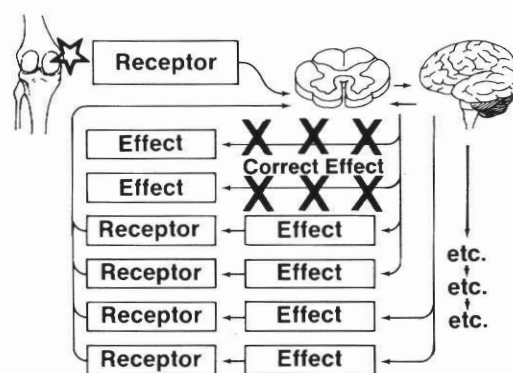 Receptor
Effect
X X X
Correct Effect
Effect
X X X
Receptor Effect
Receptor Effect
etc.
Receptor Effect
etc.
etc.
Receptor Effect